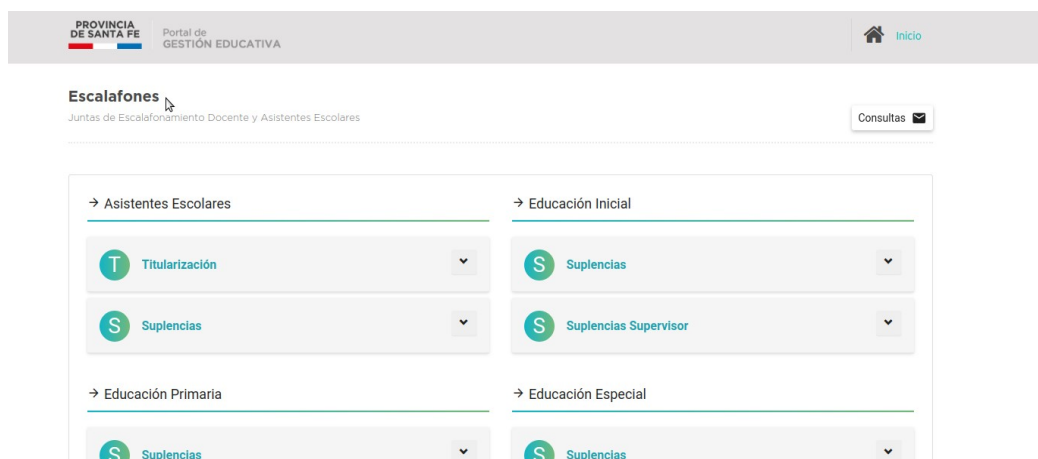 PROVINCIA
DE SANTA FE
Portal de
GESTIÓN EDUCATIVA
Inicio
Escalafones
Juntas de Escalafonamiento Docente y Asistentes Escolares
Consultas
→ Asistentes Escolares
T Titularización
S Suplencias
→ Educación Inicial
S Suplencias
S Suplencias Supervisor
→ Educación Primaria
S Suplencias
→ Educación Especial
S Suplencias